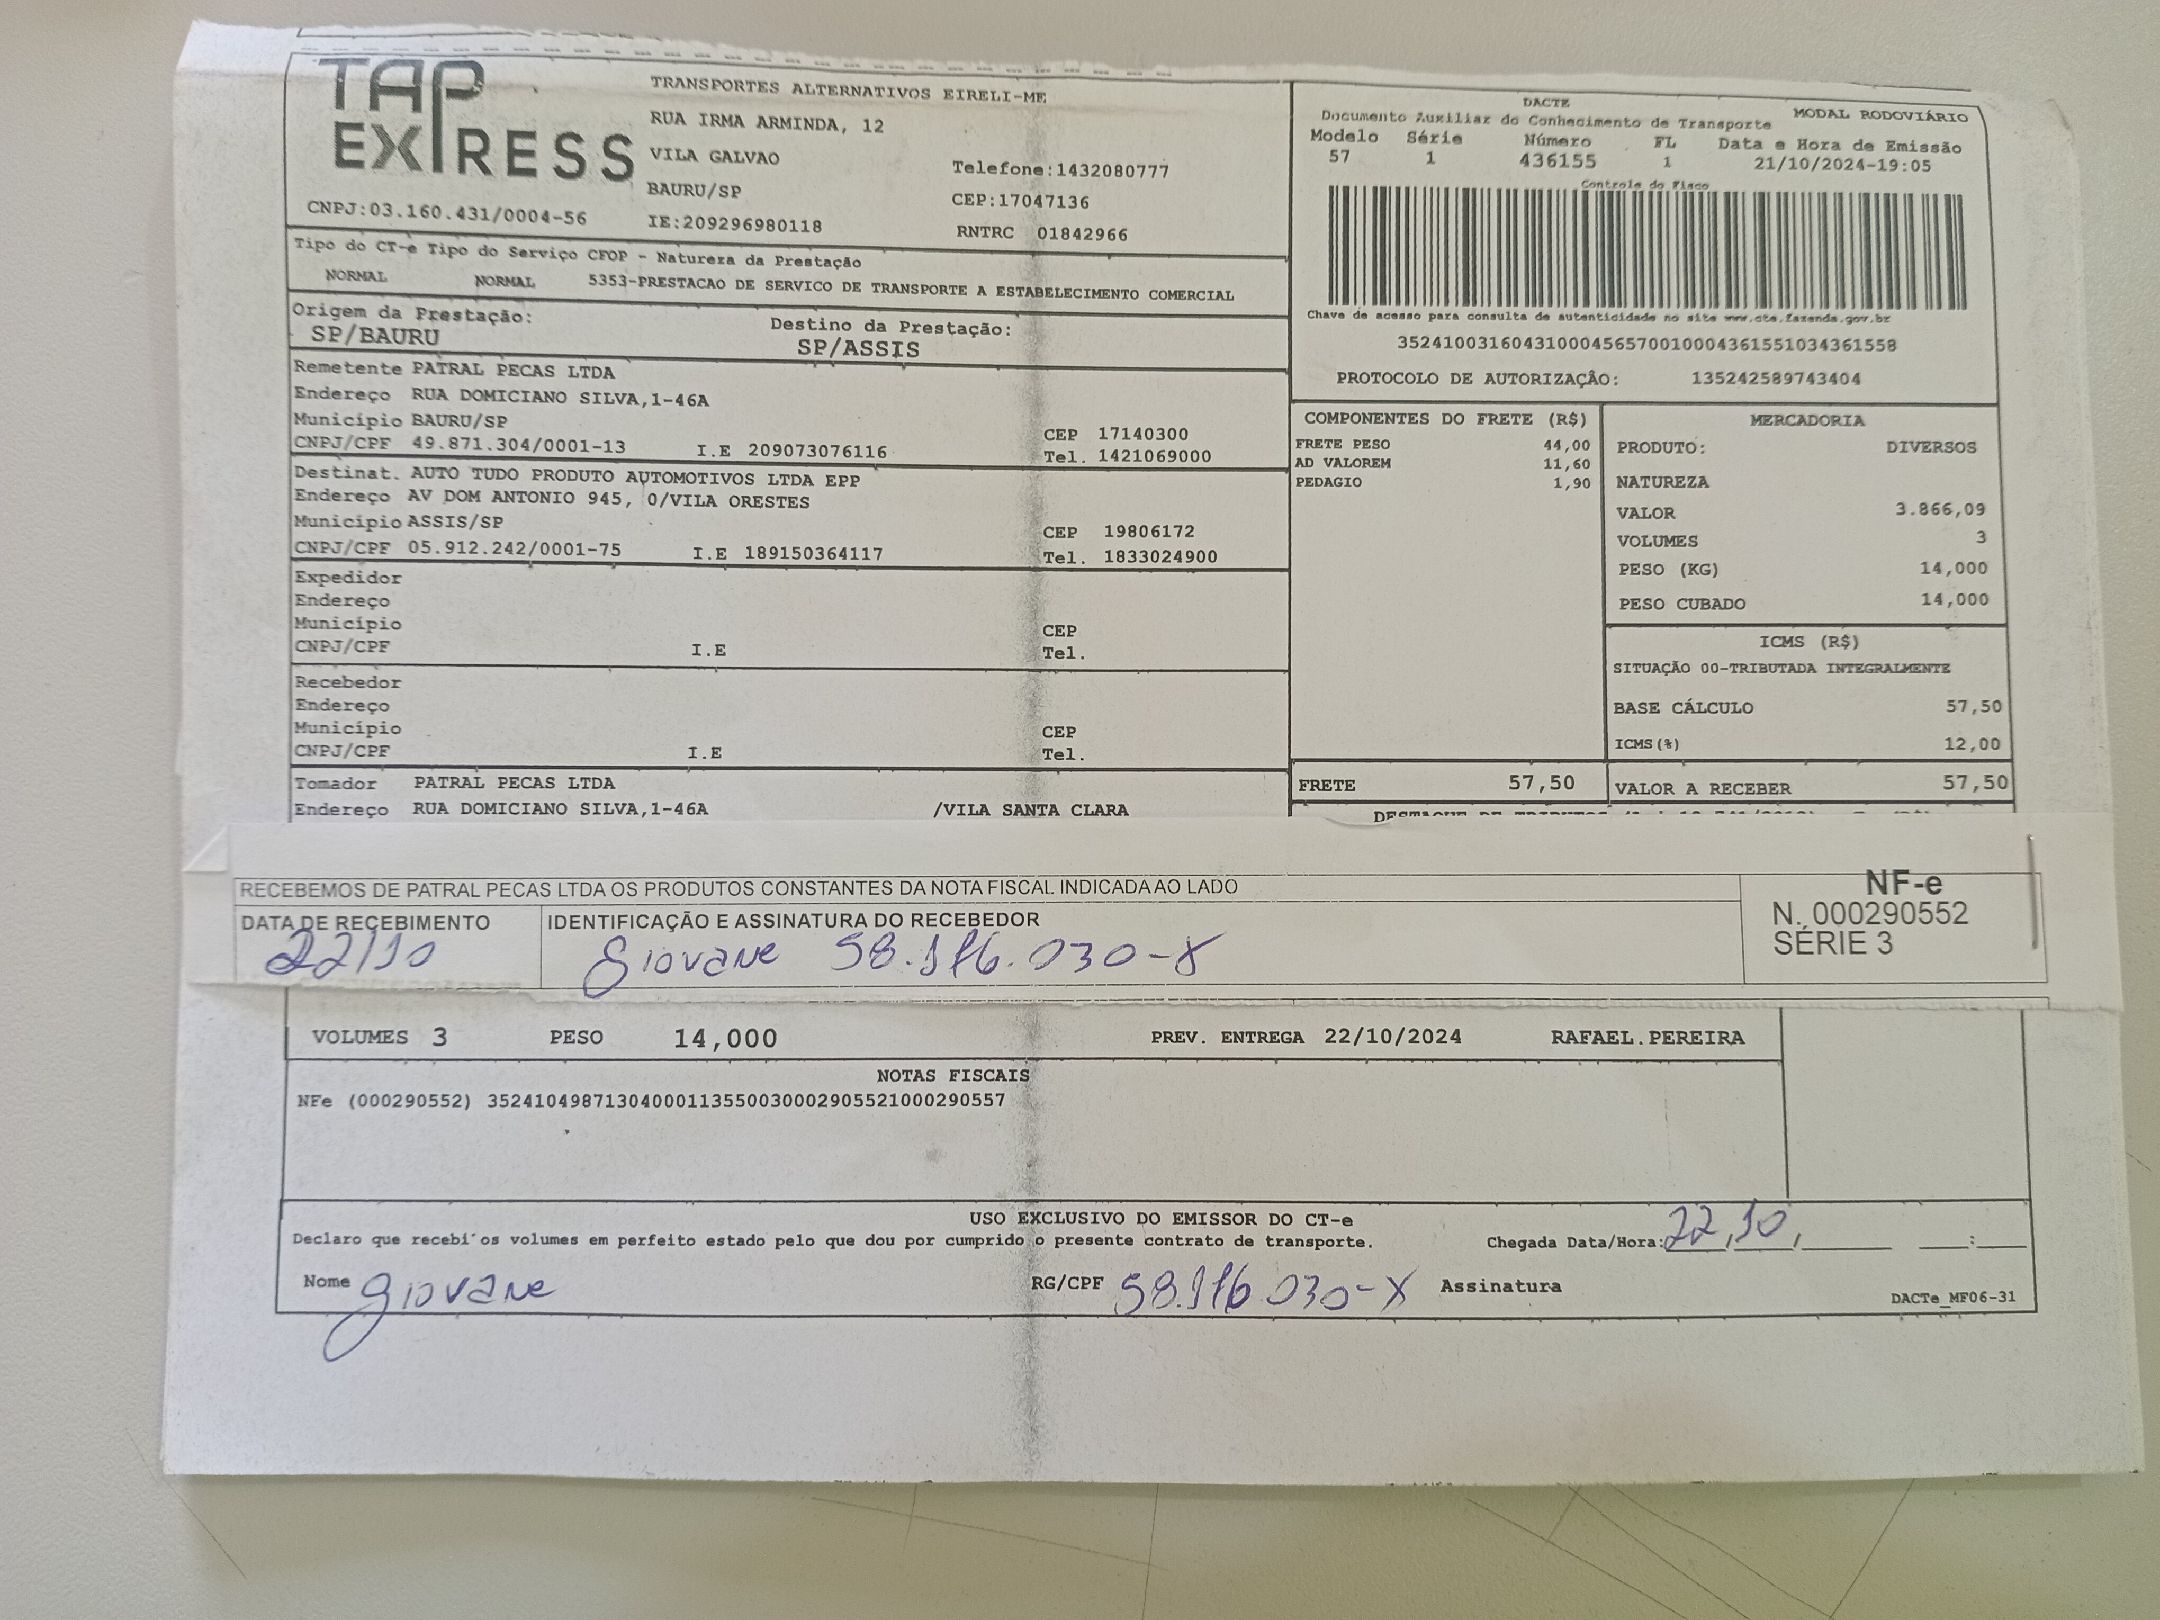 TAP EXPRESS
TRANSPORTES ALTERNATIVOS EIRELI-ME
RUA IRMA ARMINDA, 12
VILA GALVAO
Telefone:1432080777
BAURU/SP
CEP:17047136
CNPJ:03.160.431/0004-56
IE:209296980118
RNTRC 01842966
DACTE
MODAL RODOVIÁRIO
Documento Auxiliar do Conhecimento de Transporte
Modelo Série Número FL Data e Hora de Emissão
57 1 436155 1 21/10/2024-19:05
Controle do Fisco
Chave de acesso para consulta de autenticidade no site www.cte.fazenda.gov.br
35241003160431000456570010004361551034361558
PROTOCOLO DE AUTORIZAÇÂO: 135242589743404
Tipo do CT-e Tipo do Serviço CFOP - Natureza da Prestação
NORMAL NORMAL 5353-PRESTACAO DE SERVICO DE TRANSPORTE A ESTABELECIMENTO COMERCIAL
Origem da Prestação: Destino da Prestação:
SP/BAURU SP/ASSIS
Remetente PATRAL PECAS LTDA
Endereço RUA DOMICIANO SILVA,1-46A
Município BAURU/SP CEP 17140300
CNPJ/CPF 49.871.304/0001-13 I.E 209073076116 Tel. 1421069000
Destinat. AUTO TUDO PRODUTO AUTOMOTIVOS LTDA EPP
Endereço AV DOM ANTONIO 945, 0/VILA ORESTES
Município ASSIS/SP CEP 19806172
CNPJ/CPF 05.912.242/0001-75 I.E 189150364117 Tel. 1833024900
Expedidor
Endereço
Município CEP
CNPJ/CPF I.E Tel.
Recebedor
Endereço
Município CEP
CNPJ/CPF I.E Tel.
Tomador PATRAL PECAS LTDA
Endereço RUA DOMICIANO SILVA,1-46A /VILA SANTA CLARA
COMPONENTES DO FRETE (R$)
FRETE PESO 44,00
AD VALOREM 11,60
PEDAGIO 1,90
MERCADORIA
PRODUTO: DIVERSOS
NATUREZA
VALOR 3.866,09
VOLUMES 3
PESO (KG) 14,000
PESO CUBADO 14,000
ICMS (R$)
SITUAÇÃO 00-TRIBUTADA INTEGRALMENTE
BASE CÁLCULO 57,50
ICMS(%) 12,00
FRETE 57,50 VALOR A RECEBER 57,50
RECEBEMOS DE PATRAL PECAS LTDA OS PRODUTOS CONSTANTES DA NOTA FISCAL INDICADA AO LADO
DATA DE RECEBIMENTO IDENTIFICAÇÃO E ASSINATURA DO RECEBEDOR
22/10 Giovane 58.116.030-X
NF-e
N. 000290552
SÉRIE 3
VOLUMES 3 PESO 14,000 PREV. ENTREGA 22/10/2024 RAFAEL.PEREIRA
NOTAS FISCAIS
NFe (000290552) 35241049871304000113550030002905521000290557
USO EXCLUSIVO DO EMISSOR DO CT-e
Declaro que recebi'os volumes em perfeito estado pelo que dou por cumprido o presente contrato de transporte. Chegada Data/Hora: 22,10,
Nome Giovane RG/CPF 58.116.030-X Assinatura
DACTe_MF06-31